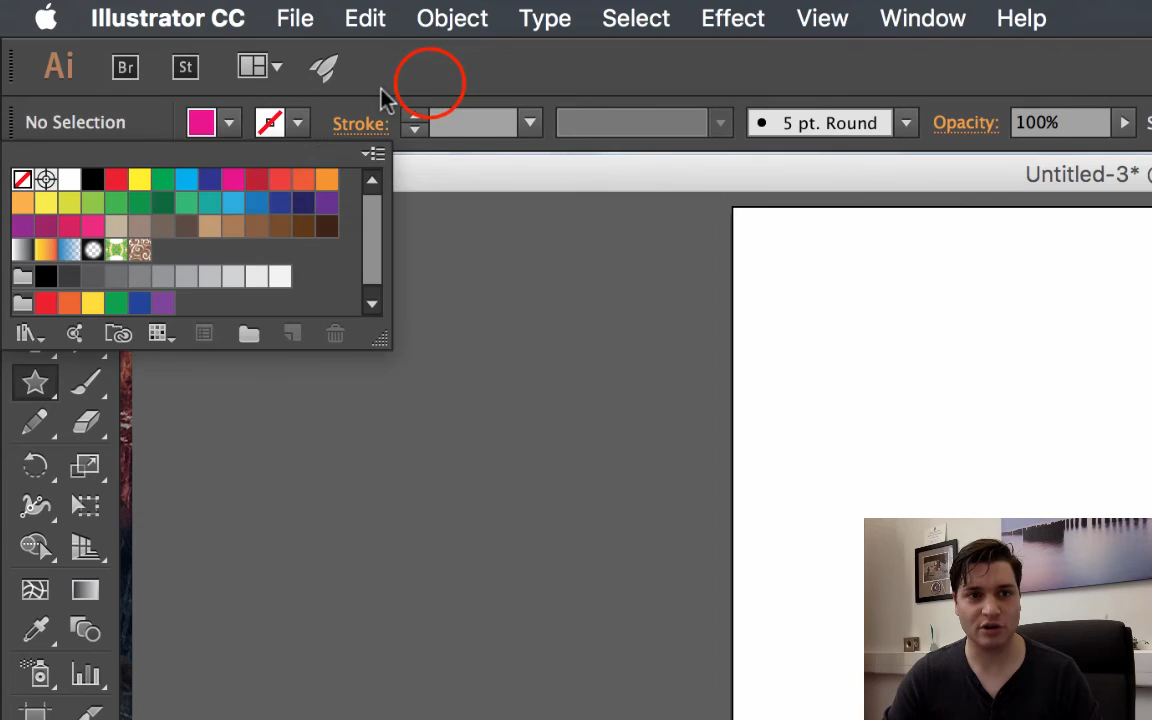 Illustrator CC File Edit Object Type Select Effect View Window Help
Ai Br St
No Selection Stroke: 5 pt. Round Opacity: 100% S
Untitled-3* @